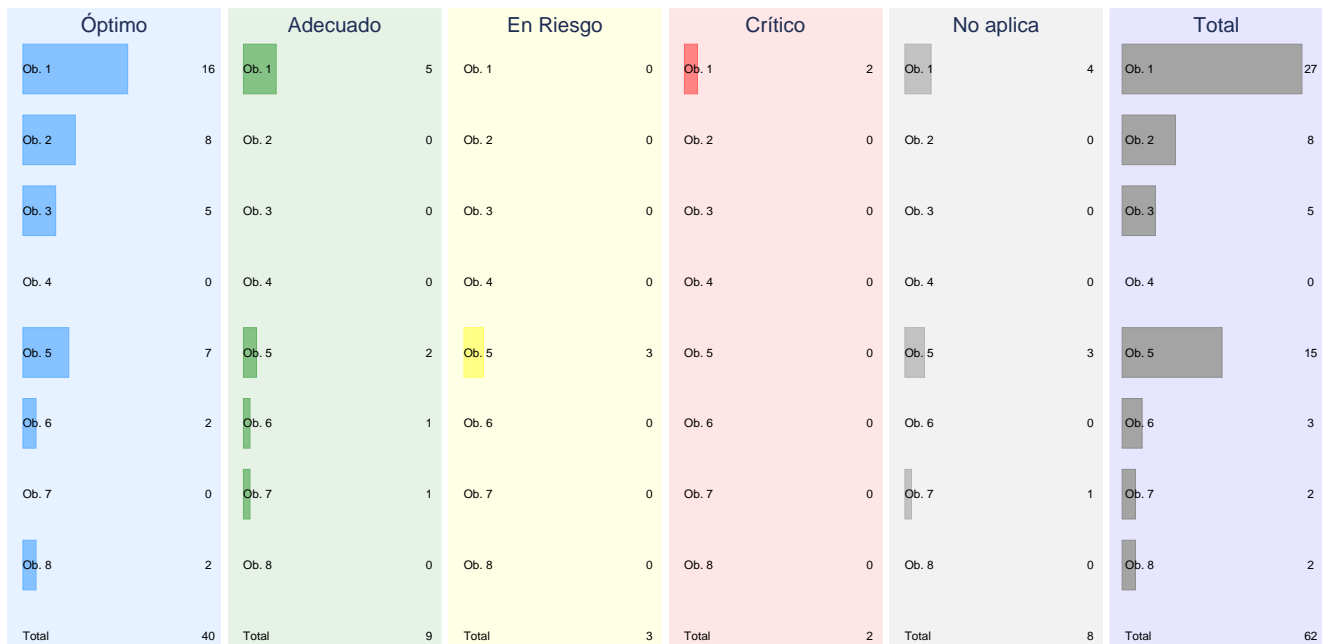 Óptimo Adecuado En Riesgo Crítico No aplica Total
Ob. 1 16 Ob. 1 5 Ob. 1 0 Ob. 1 2 Ob. 1 4 Ob. 1 27
Ob. 2 8 Ob. 2 0 Ob. 2 0 Ob. 2 0 Ob. 2 0 Ob. 2 8
Ob. 3 5 Ob. 3 0 Ob. 3 0 Ob. 3 0 Ob. 3 0 Ob. 3 5
Ob. 4 0 Ob. 4 0 Ob. 4 0 Ob. 4 0 Ob. 4 0 Ob. 4 0
Ob. 5 7 Ob. 5 2 Ob. 5 3 Ob. 5 0 Ob. 5 3 Ob. 5 15
Ob. 6 2 Ob. 6 1 Ob. 6 0 Ob. 6 0 Ob. 6 0 Ob. 6 3
Ob. 7 0 Ob. 7 1 Ob. 7 0 Ob. 7 0 Ob. 7 1 Ob. 7 2
Ob. 8 2 Ob. 8 0 Ob. 8 0 Ob. 8 0 Ob. 8 0 Ob. 8 2
Total 40 Total 9 Total 3 Total 2 Total 8 Total 62